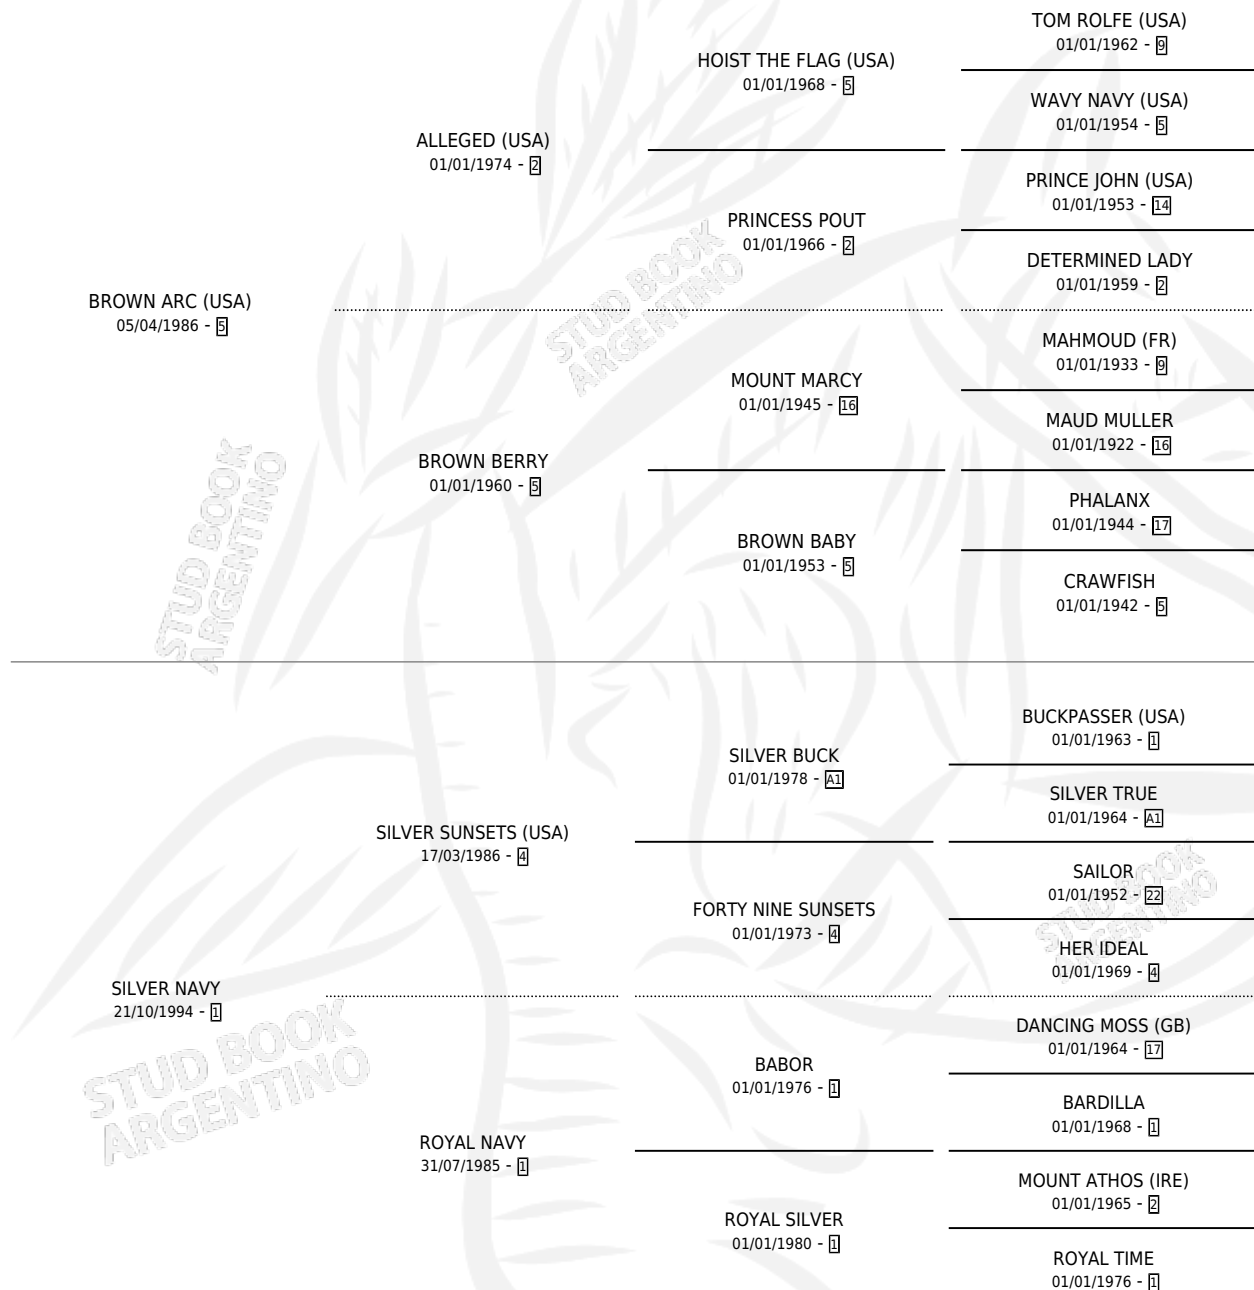 TOM ROLFE (USA)
01/01/1962 - 9
HOIST THE FLAG (USA)
01/01/1968 - 5
WAVY NAVY (USA)
01/01/1954 - 5
ALLEGED (USA)
01/01/1974 - 2
PRINCE JOHN (USA)
01/01/1953 - 14
PRINCESS POUT
01/01/1966 - 2
DETERMINED LADY
01/01/1959 - 2
BROWN ARC (USA)
05/04/1986 - 5
MAHMOUD (FR)
01/01/1933 - 9
MOUNT MARCY
01/01/1945 - 16
MAUD MULLER
01/01/1922 - 16
BROWN BERRY
01/01/1960 - 5
PHALANX
01/01/1944 - 17
BROWN BABY
01/01/1953 - 5
CRAWFISH
01/01/1942 - 5
BUCKPASSER (USA)
01/01/1963 - 1
SILVER BUCK
01/01/1978 - A1
SILVER TRUE
01/01/1964 - A1
SILVER SUNSETS (USA)
17/03/1986 - 4
SAILOR
01/01/1952 - 22
FORTY NINE SUNSETS
01/01/1973 - 4
HER IDEAL
01/01/1969 - 4
SILVER NAVY
21/10/1994 - 1
DANCING MOSS (GB)
01/01/1964 - 17
BABOR
01/01/1976 - 1
BARDILLA
01/01/1968 - 1
ROYAL NAVY
31/07/1985 - 1
MOUNT ATHOS (IRE)
01/01/1965 - 2
ROYAL SILVER
01/01/1980 - 1
ROYAL TIME
01/01/1976 - 1
STUD BOOK
ARGENTINO
STUD BOOK
ARGENTINO
STUD BOOK
ARGENTINO
STUD BOOK
ARGENTINO